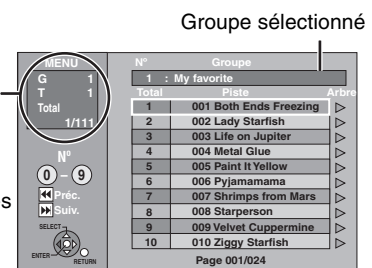 Groupe sélectionné
MENU
G 1
T 1
Total
1/111
Nº
0 – 9
Préc.
Suiv.
SELECT
ENTER
RETURN
s
Nº Groupe
1 : My favorite
Total Piste Arbre
1 001 Both Ends Freezing
2 002 Lady Starfish
3 003 Life on Jupiter
4 004 Metal Glue
5 005 Paint It Yellow
6 006 Pyjamamama
7 007 Shrimps from Mars
8 008 Starperson
9 009 Velvet Cuppermine
10 010 Ziggy Starfish
Page 001/024